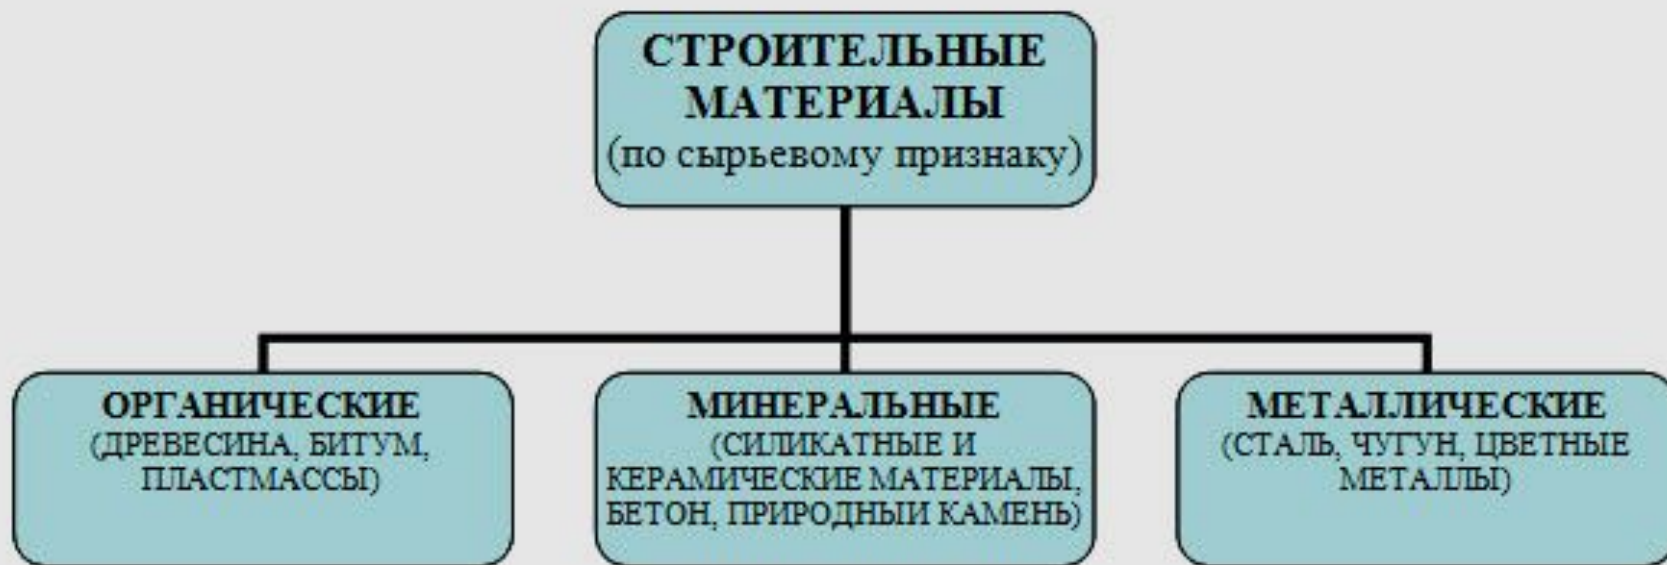 СТРОИТЕЛЬНЫЕ
МАТЕРИАЛЫ
(по сырьевому признаку)
ОРГАНИЧЕСКИЕ
(ДРЕВЕСИНА, БИТУМ,
ПЛАСТМАССЫ)
МИНЕРАЛЬНЫЕ
(СИЛИКАТНЫЕ И
КЕРАМИЧЕСКИЕ МАТЕРИАЛЫ,
БЕТОН, ПРИРОДНЫИ КАМЕНЬ)
МЕТАЛЛИЧЕСКИЕ
(СТАЛЬ, ЧУГУН, ЦВЕТНЫЕ
МЕТАЛЛЫ)